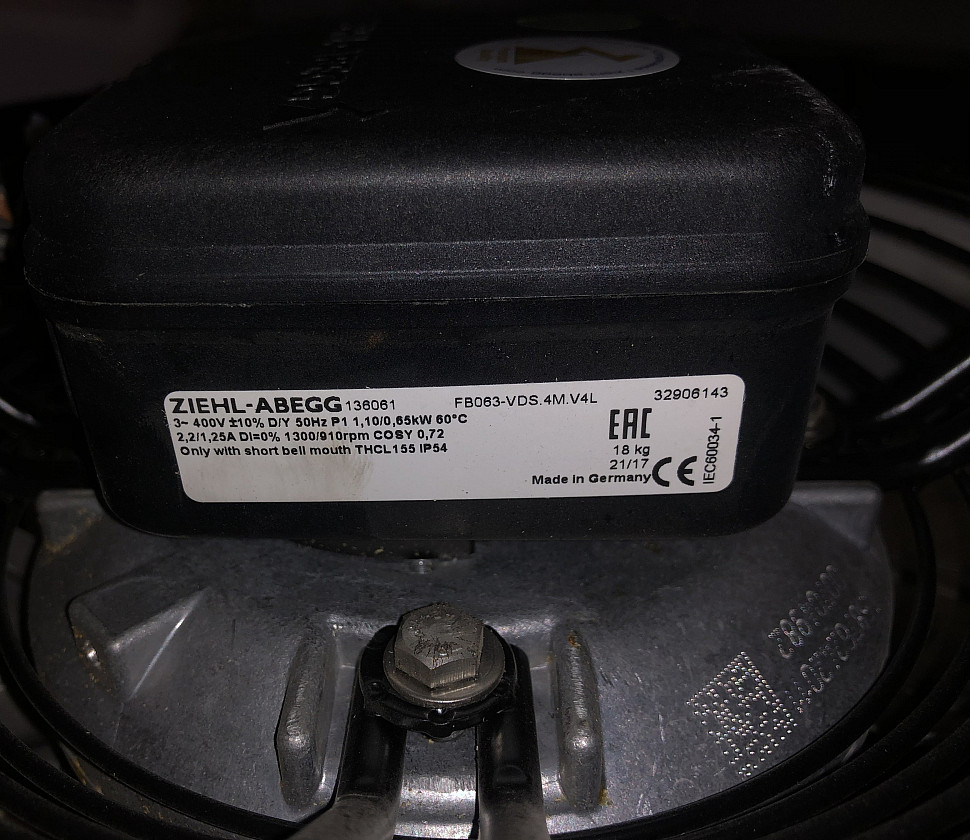 ZIEHL-ABEGG 136061 FB063-VDS.4M.V4L 32906143
3~ 400V ±10% D/Y 50Hz P1 1,10/0,65kW 60°C
2,2/1,25A DI=0% 1300/910rpm COSY 0,72
Only with short bell mouth THCL155 IP54
EAC
18 kg
21/17
Made in Germany CE
IEC60034-1